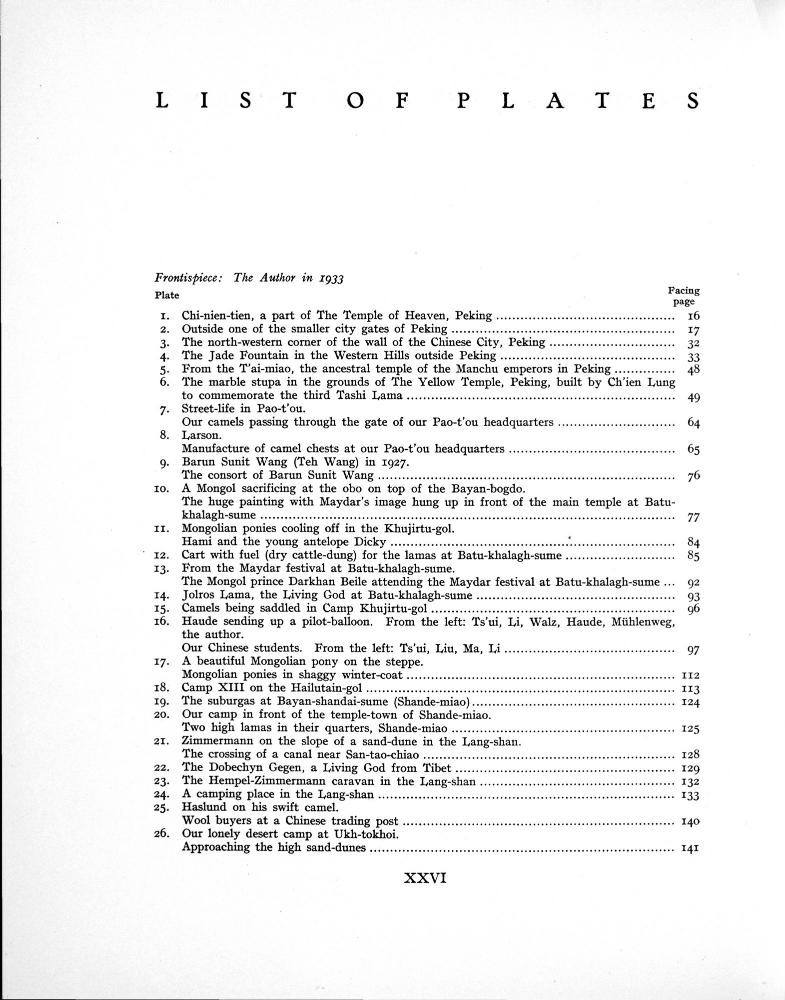 LIST OF PLATES
Frontispiece: The Author in 1933
Plate
Facing
page
1. Chi-nien-tien, a part of The Temple of Heaven, Peking ........ 16
2. Outside one of the smaller city gates of Peking ........ 17
3. The north-western corner of the wall of the Chinese City, Peking ........ 32
4. The Jade Fountain in the Western Hills outside Peking ........ 33
5. From the T'ai-miao, the ancestral temple of the Manchu emperors in Peking ........ 48
6. The marble stupa in the grounds of The Yellow Temple, Peking, built by Ch'ien Lung
to commemorate the third Tashi Lama ........ 49
7. Street-life in Pao-t'ou.
Our camels passing through the gate of our Pao-t'ou headquarters ........ 64
8. Larson.
Manufacture of camel chests at our Pao-t'ou headquarters ........ 65
9. Barun Sunit Wang (Teh Wang) in 1927.
The consort of Barun Sunit Wang ........ 76
10. A Mongol sacrificing at the obo on top of the Bayan-bogdo.
The huge painting with Maydar's image hung up in front of the main temple at Batu-
khalagh-sume ........ 77
11. Mongolian ponies cooling off in the Khujirtu-gol.
Hami and the young antelope Dicky ........ 84
12. Cart with fuel (dry cattle-dung) for the lamas at Batu-khalagh-sume ........ 85
13. From the Maydar festival at Batu-khalagh-sume.
The Mongol prince Darkhan Beile attending the Maydar festival at Batu-khalagh-sume ... 92
14. Jolros Lama, the Living God at Batu-khalagh-sume ........ 93
15. Camels being saddled in Camp Khujirtu-gol ........ 96
16. Haude sending up a pilot-balloon. From the left: Ts'ui, Li, Walz, Haude, Mühlenweg,
the author.
Our Chinese students. From the left: Ts'ui, Liu, Ma, Li ........ 97
17. A beautiful Mongolian pony on the steppe.
Mongolian ponies in shaggy winter-coat ........ 112
18. Camp XIII on the Hailutain-gol ........ 113
19. The suburgas at Bayan-shandai-sume (Shande-miao) ........ 124
20. Our camp in front of the temple-town of Shande-miao.
Two high lamas in their quarters, Shande-miao ........ 125
21. Zimmermann on the slope of a sand-dune in the Lang-shan.
The crossing of a canal near San-tao-chiao ........ 128
22. The Dobechyn Gegen, a Living God from Tibet ........ 129
23. The Hempel-Zimmermann caravan in the Lang-shan ........ 132
24. A camping place in the Lang-shan ........ 133
25. Haslund on his swift camel.
Wool buyers at a Chinese trading post ........ 140
26. Our lonely desert camp at Ukh-tokhoi.
Approaching the high sand-dunes ........ 141
XXVI